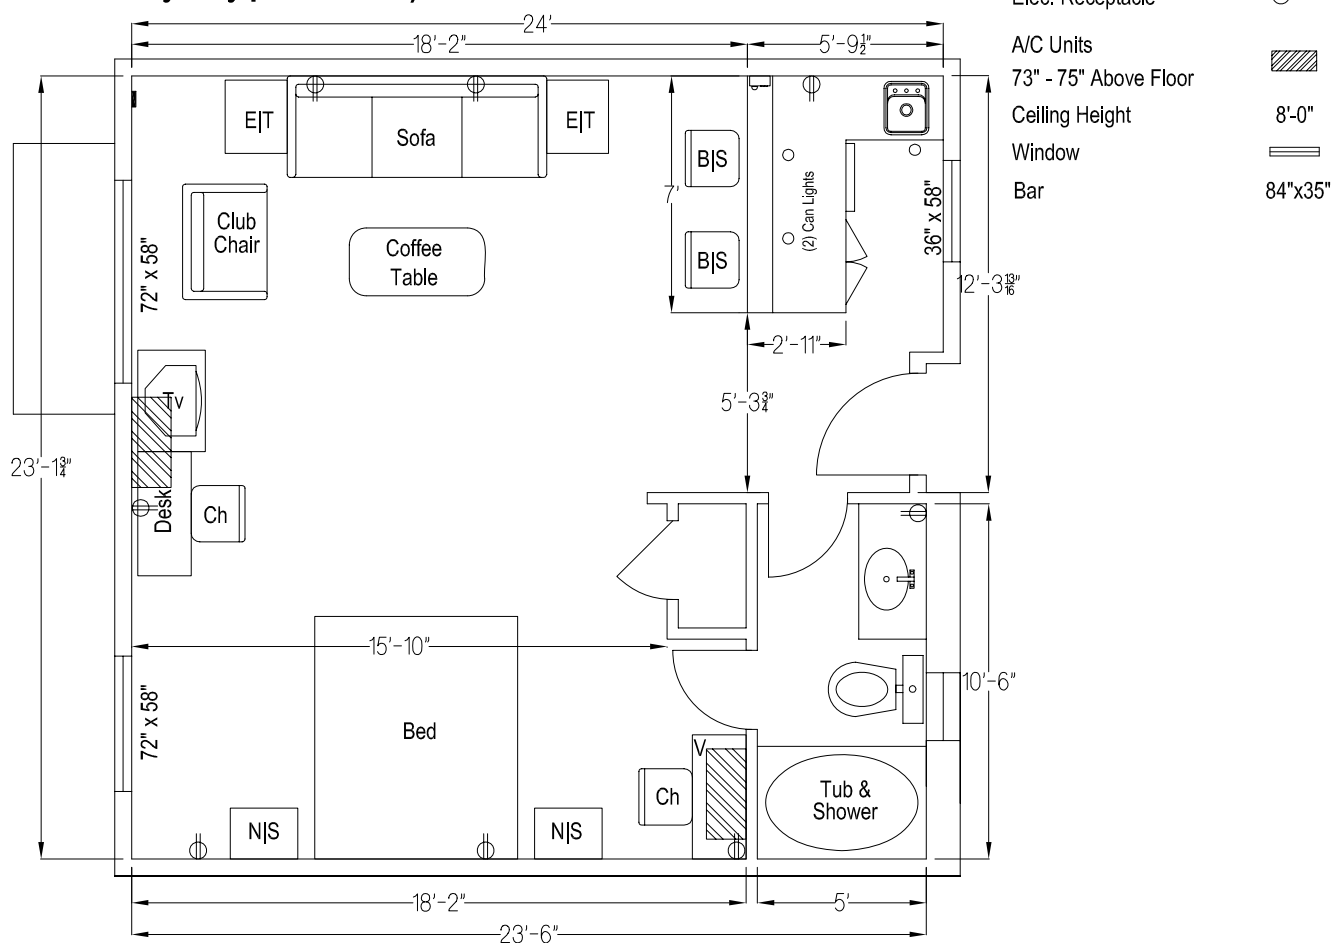 24'
18'-2"
5'-9½"
Elec. Receptacle
A/C Units
73" - 75" Above Floor
Ceiling Height 8'-0"
Window
Bar 84"x35"
E|T
Sofa
E|T
B|S
7'
(2) Can Lights
36" x 58"
Club
Chair
Coffee
Table
B|S
72" x 58"
12'-3 13/16"
2'-11"
5'-3¾"
Tv
23'-1¾"
Desk
Ch
15'-10"
10'-6"
72" x 58"
Bed
V
Ch
Tub &
Shower
N|S
N|S
18'-2"
5'
23'-6"